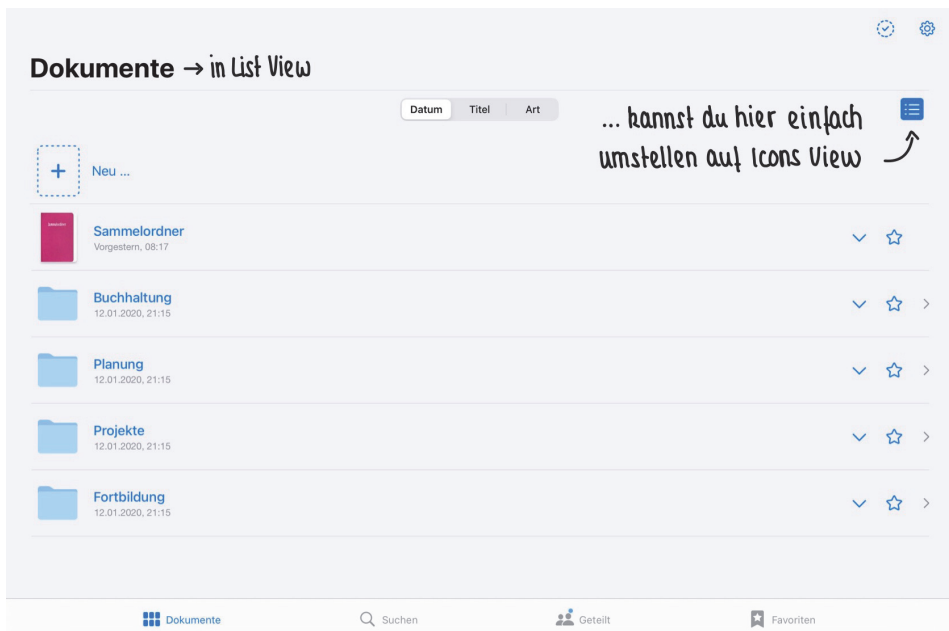 Dokumente → in List View
Datum Titel Art
... kannst du hier einfach
umstellen auf Icons View
Neu ...
Sammelordner
Vorgestern, 08:17
Buchhaltung
12.01.2020, 21:15
Planung
12.01.2020, 21:15
Projekte
12.01.2020, 21:15
Fortbildung
12.01.2020, 21:15
Dokumente Suchen Geteilt Favoriten